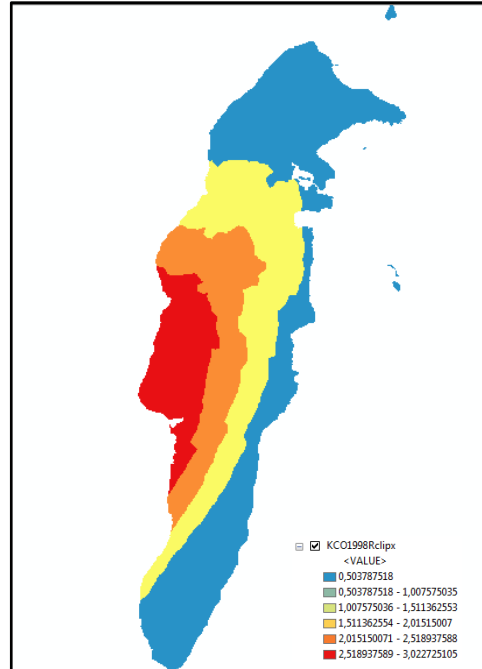 KCO1998Rclipx
<VALUE>
0,503787518
0,503787518 - 1,007575035
1,007575036 - 1,511362553
1,511362554 - 2,01515007
2,015150071 - 2,518937588
2,518937589 - 3,022725105